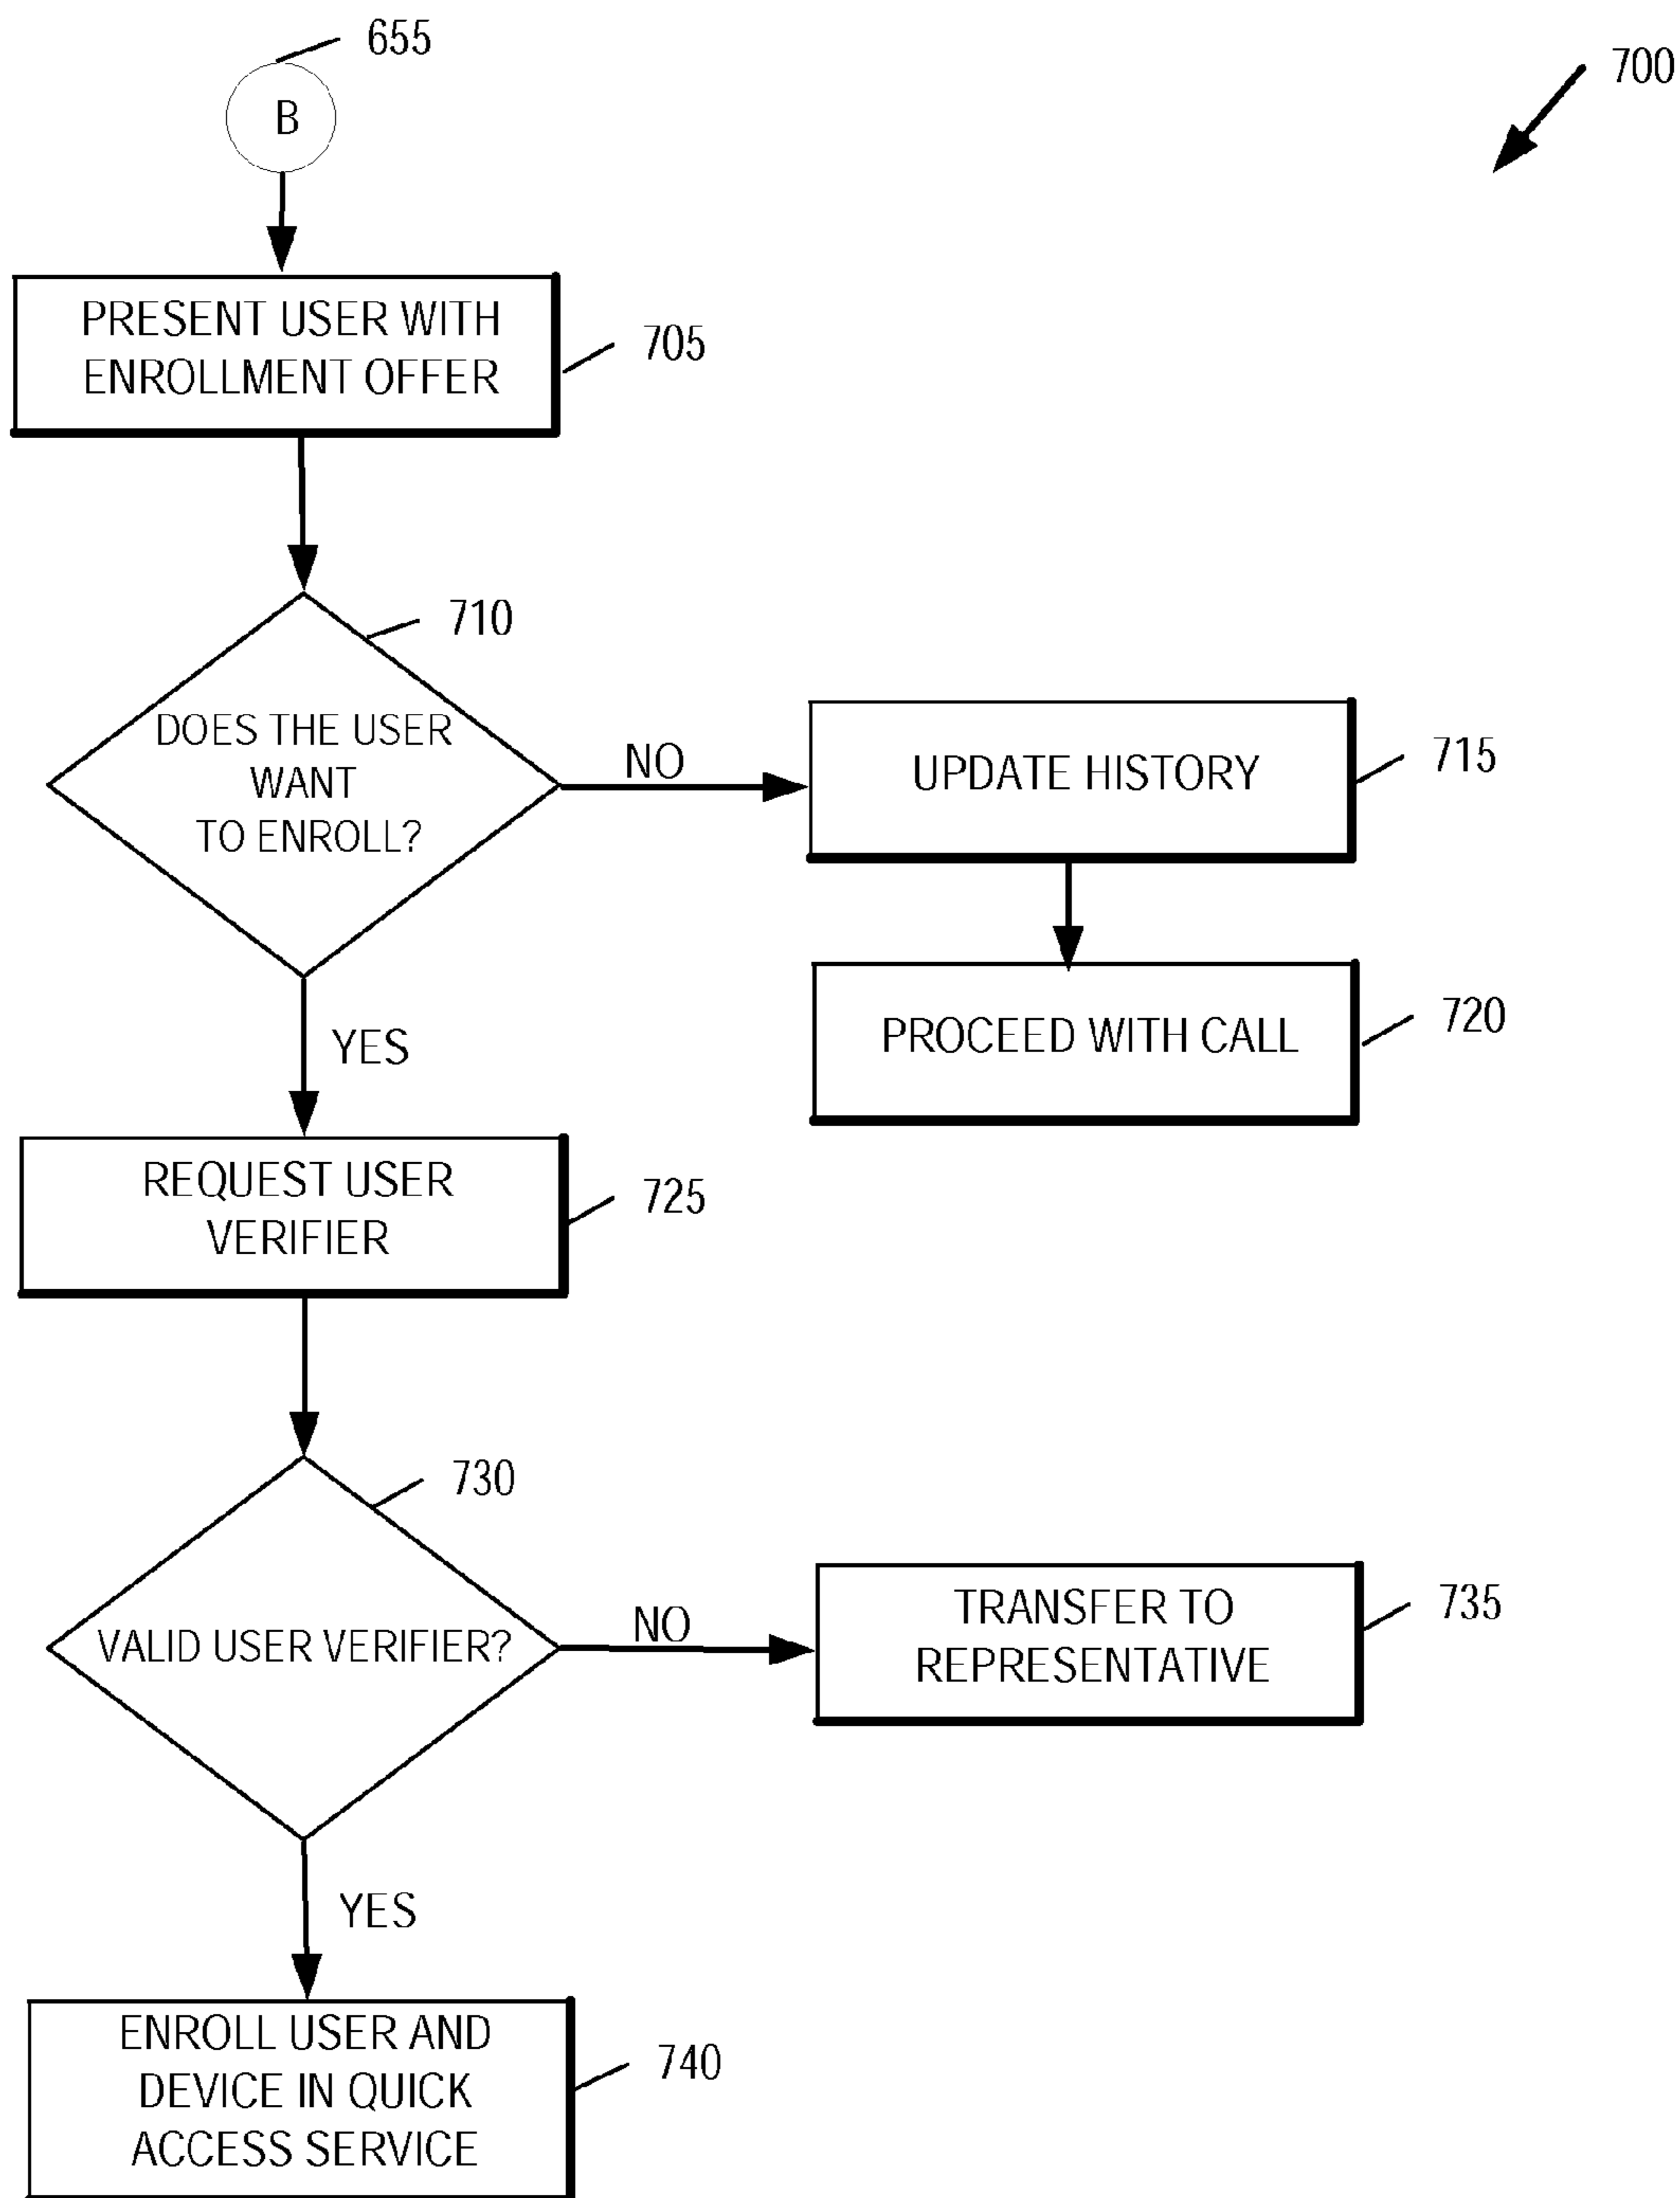 655
700
B
PRESENT USER WITH
ENROLLMENT OFFER
705
710
DOES THE USER
WANT
TO ENROLL?
NO
UPDATE HISTORY
715
PROCEED WITH CALL
720
YES
REQUEST USER
VERIFIER
725
730
VALID USER VERIFIER?
NO
TRANSFER TO
REPRESENTATIVE
735
YES
ENROLL USER AND
DEVICE IN QUICK
ACCESS SERVICE
740